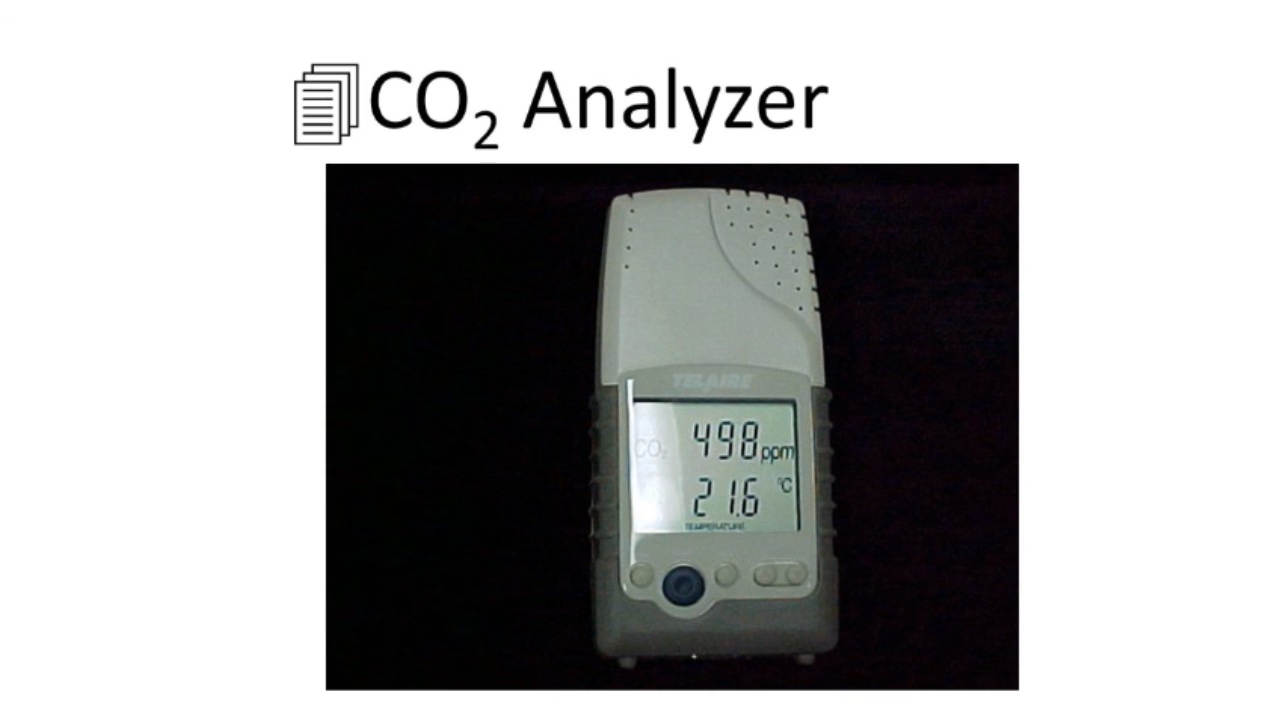 CO₂ Analyzer
TELAIRE
CO₂ 498 ppm
21.6 °C
TEMPERATURE